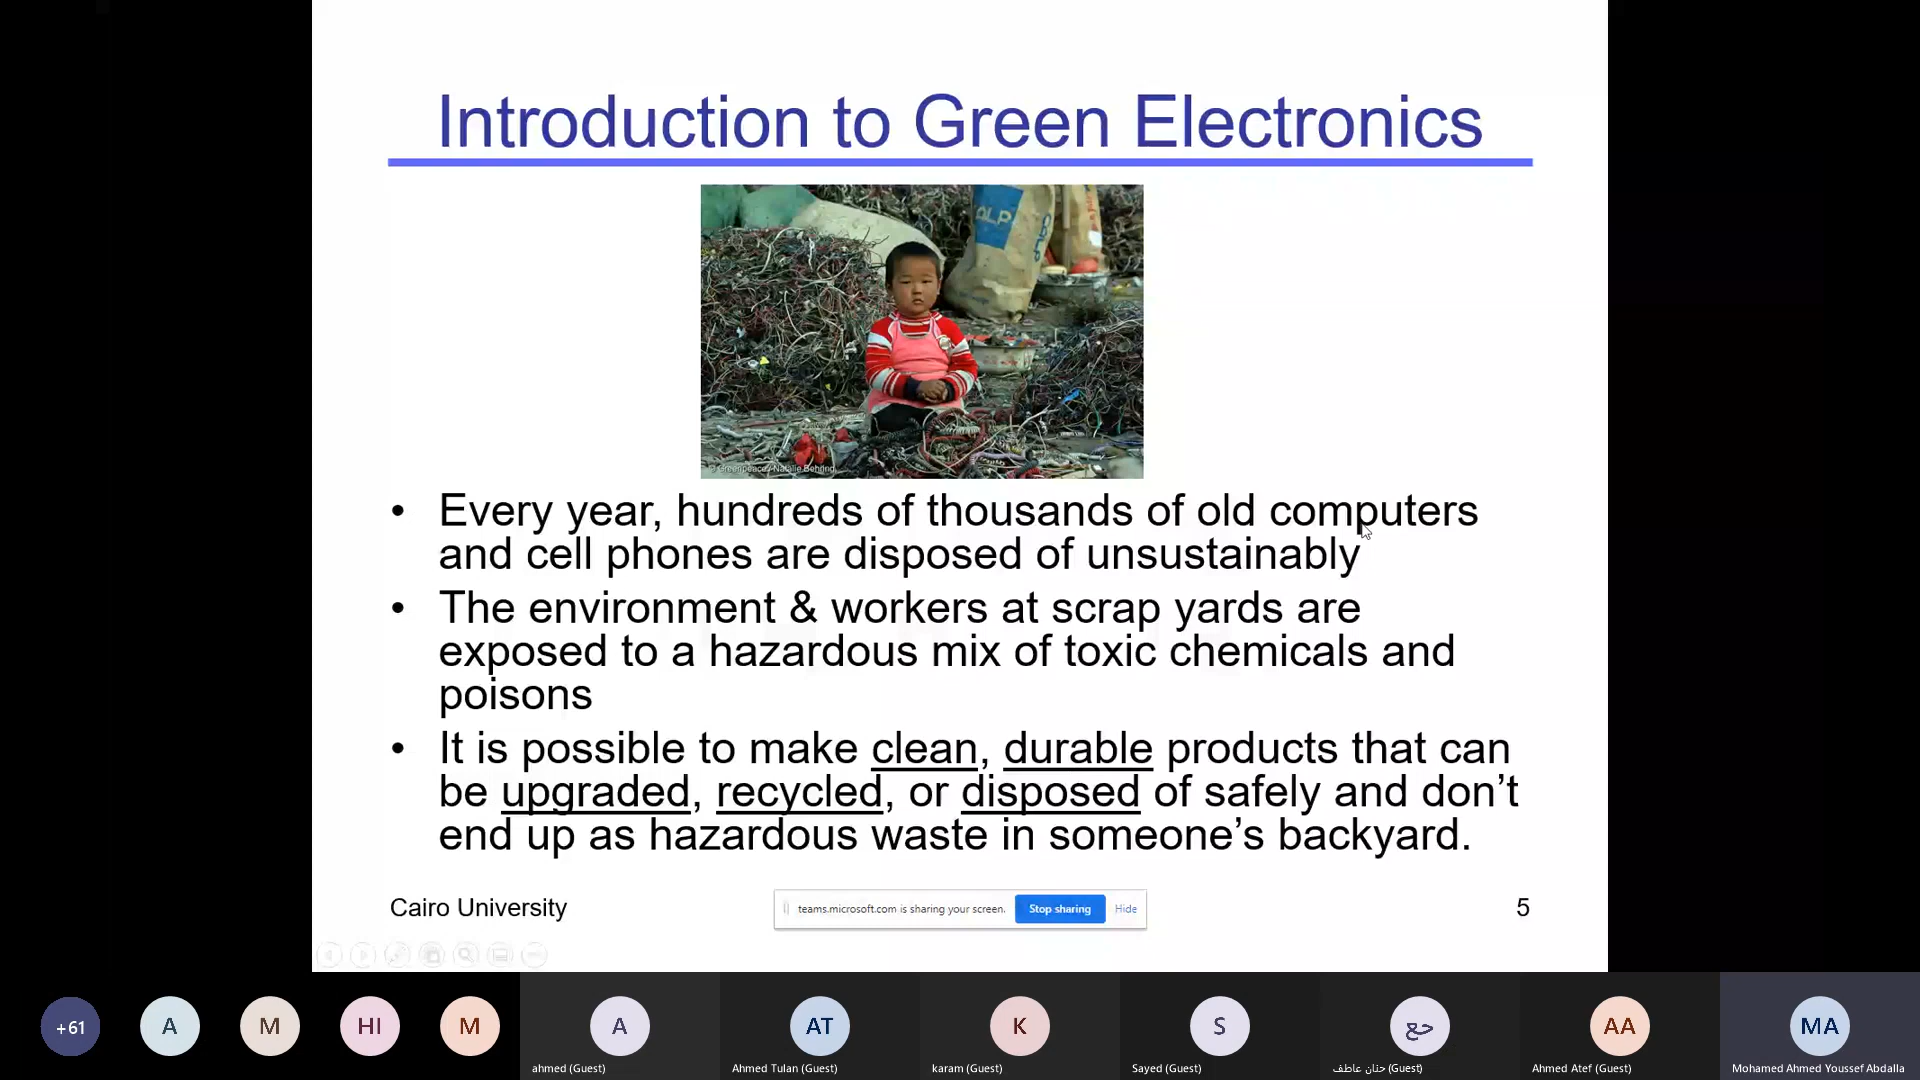 Introduction to Green Electronics
ALP
© Greenpeace / Natalie Behring
• Every year, hundreds of thousands of old computers
and cell phones are disposed of unsustainably
• The environment & workers at scrap yards are
exposed to a hazardous mix of toxic chemicals and
poisons
• It is possible to make clean, durable products that can
be upgraded, recycled, or disposed of safely and don’t
end up as hazardous waste in someone’s backyard.
Cairo University
teams.microsoft.com is sharing your screen.
Stop sharing
Hide
5
+61
A
M
HI
M
A
AT
K
S
حع
AA
MA
ahmed (Guest)
Ahmed Tulan (Guest)
karam (Guest)
Sayed (Guest)
حنان عاطف (Guest)
Ahmed Atef (Guest)
Mohamed Ahmed Youssef Abdalla